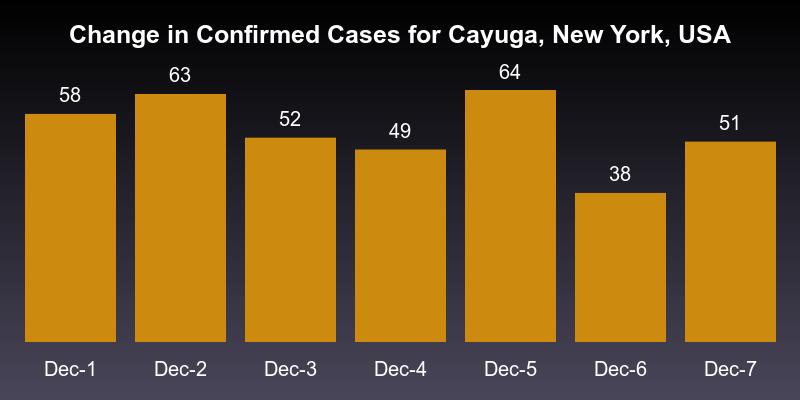 Change in Confirmed Cases for Cayuga, New York, USA
58
63
52
49
64
38
51
Dec-1
Dec-2
Dec-3
Dec-4
Dec-5
Dec-6
Dec-7